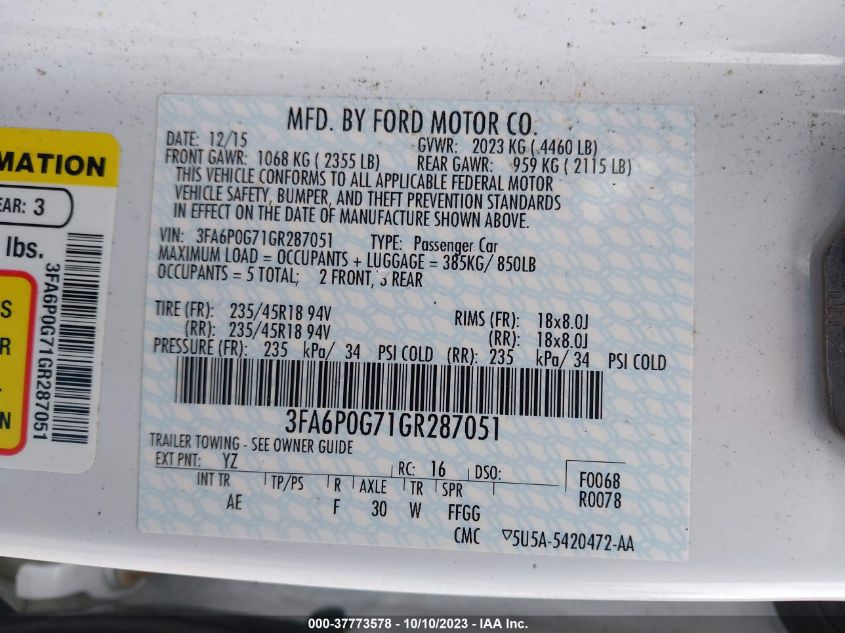 MFD. BY FORD MOTOR CO.
DATE: 12/15 GVWR: 2023 KG ( 4460 LB)
FRONT GAWR: 1068 KG ( 2355 LB) REAR GAWR: 959 KG ( 2115 LB)
THIS VEHICLE CONFORMS TO ALL APPLICABLE FEDERAL MOTOR
VEHICLE SAFETY, BUMPER, AND THEFT PREVENTION STANDARDS
IN EFFECT ON THE DATE OF MANUFACTURE SHOWN ABOVE.
VIN: 3FA6P0G71GR287051 TYPE: Passenger Car
MAXIMUM LOAD = OCCUPANTS + LUGGAGE = 385KG/ 850LB
OCCUPANTS = 5 TOTAL; 2 FRONT, 3 REAR
TIRE (FR): 235/45R18 94V RIMS (FR): 18x8.0J
(RR): 235/45R18 94V (RR): 18x8.0J
PRESSURE (FR): 235 kPa/ 34 PSI COLD (RR): 235 kPa/ 34 PSI COLD
3FA6P0G71GR287051
TRAILER TOWING - SEE OWNER GUIDE
EXT PNT: YZ RC: 16 DSO: F0068
R0078
INT TR TP/PS R AXLE TR SPR
AE F 30 W FFGG
CMC 5U5A-5420472-AA
MATION
EAR: 3
lbs.
S
R
3FA6P0G71GR287051
000-37773578 - 10/10/2023 - IAA Inc.